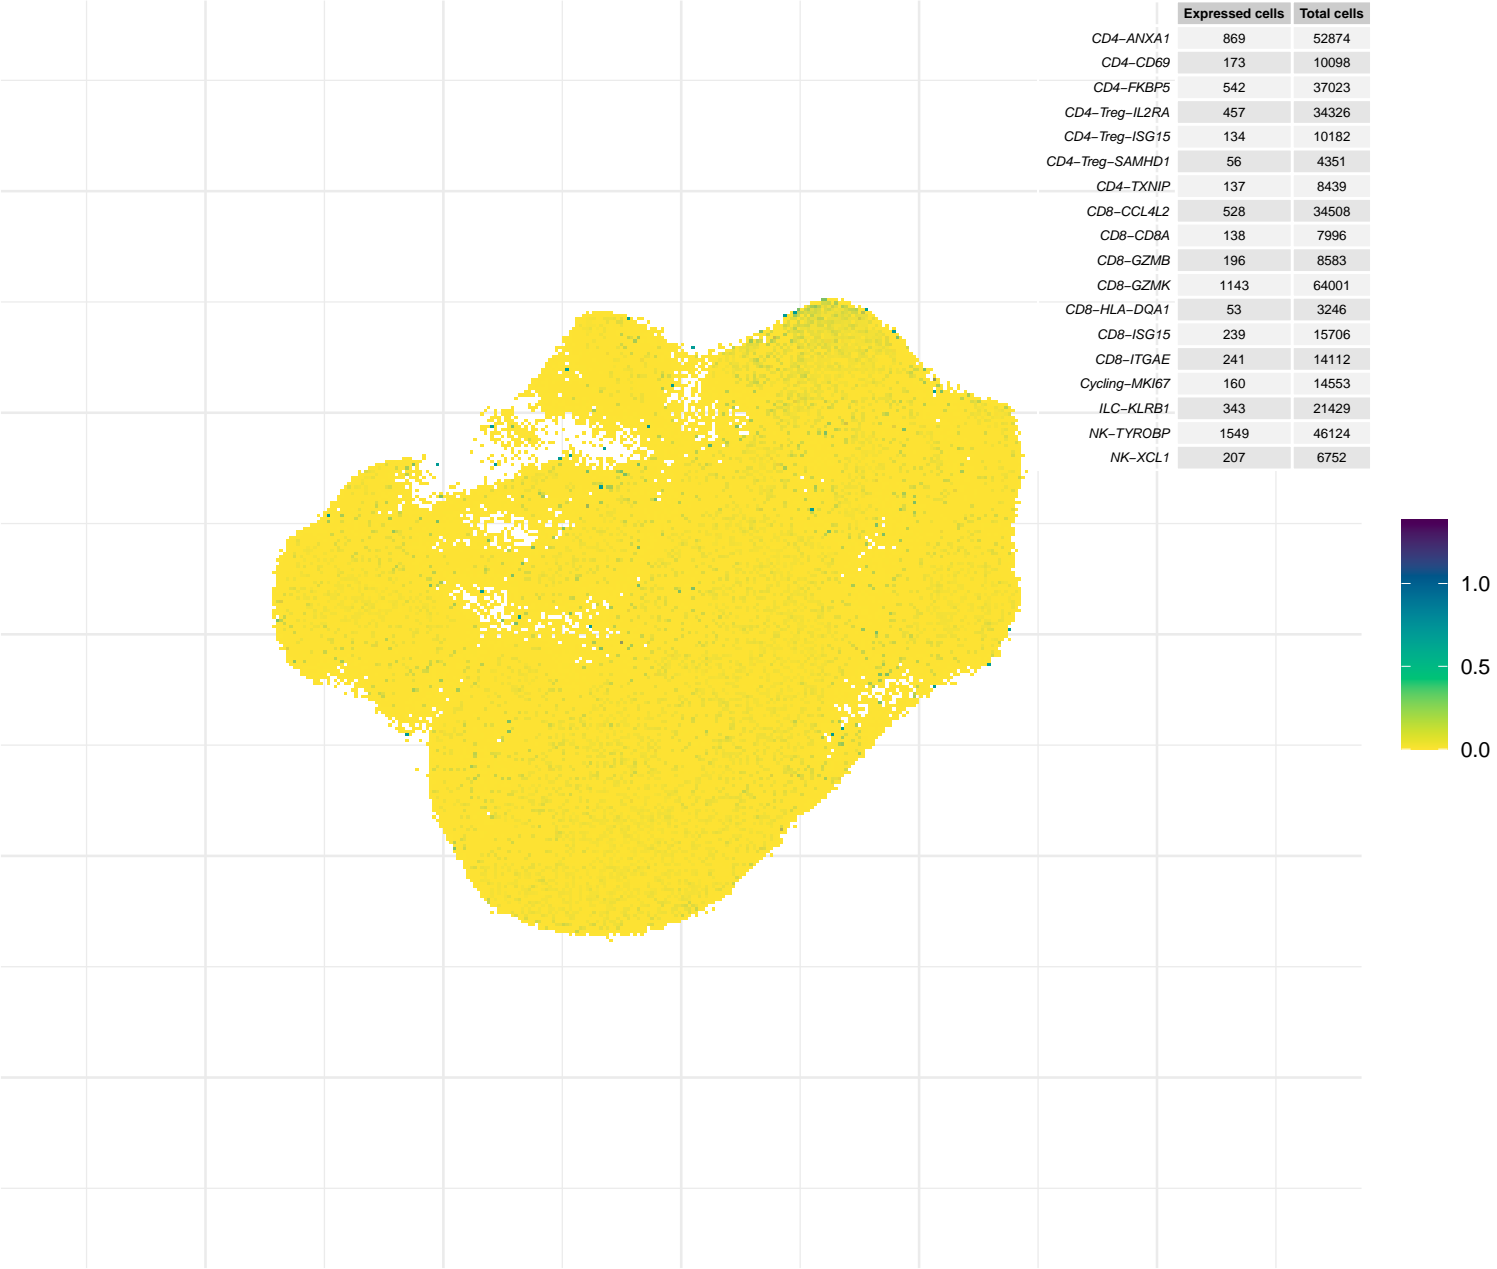 Expressed cells Total cells
CD4−ANXA1 869 52874
CD4−CD69 173 10098
CD4−FKBP5 542 37023
CD4−Treg−IL2RA 457 34326
CD4−Treg−ISG15 134 10182
CD4−Treg−SAMHD1 56 4351
CD4−TXNIP 137 8439
CD8−CCL4L2 528 34508
CD8−CD8A 138 7996
CD8−GZMB 196 8583
CD8−GZMK 1143 64001
CD8−HLA−DQA1 53 3246
CD8−ISG15 239 15706
CD8−ITGAE 241 14112
Cycling−MKI67 160 14553
ILC−KLRB1 343 21429
NK−TYROBP 1549 46124
NK−XCL1 207 6752
1.0
0.5
0.0